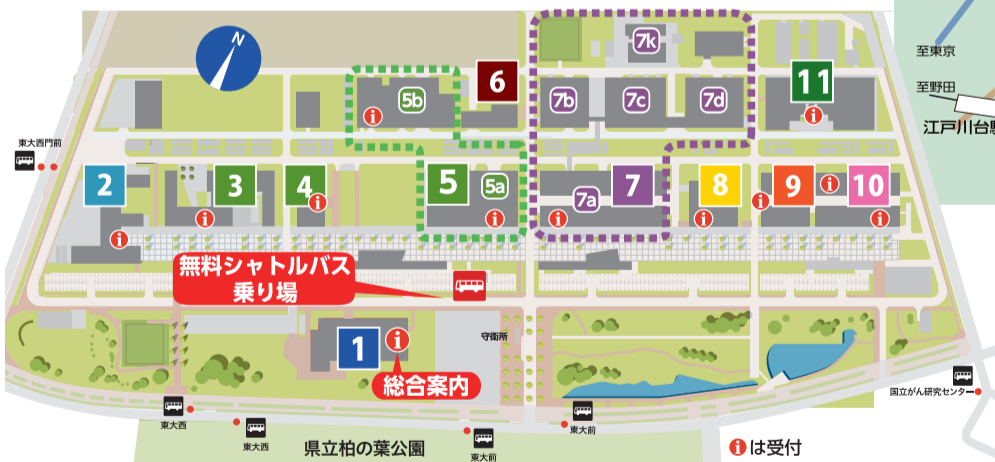 N
7k
至東京
至野田
江戸川台駅
5b
6
7b
7c
7d
11
i
i
東大西門前
2
3
4
5
5a
7a
7
8
9
10
i
i
i
i
i
i
i
i
i
無料シャトルバス
乗り場
1
i
守衛所
総合案内
国立がん研究センター
東大西
東大西
東大前
東大前
県立柏の葉公園
iは受付